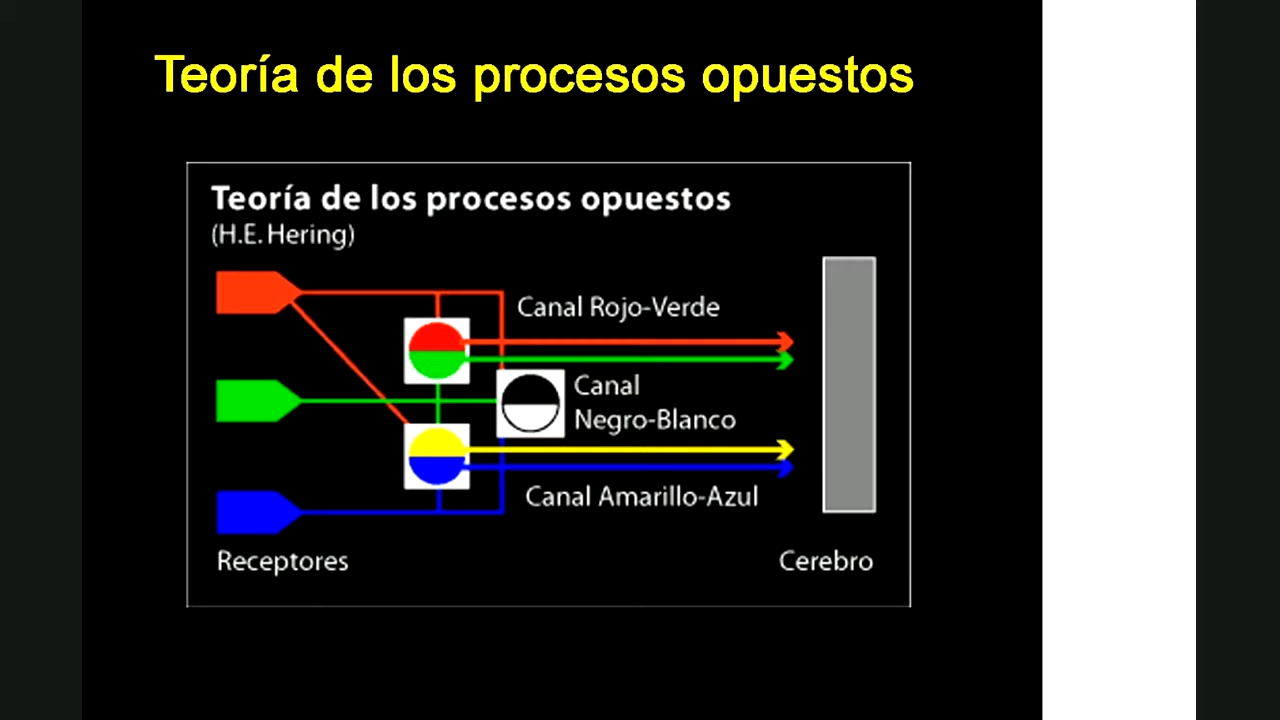 Teoría de los procesos opuestos
Teoría de los procesos opuestos
(H.E. Hering)
Canal Rojo-Verde
Canal
Negro-Blanco
Canal Amarillo-Azul
Receptores
Cerebro